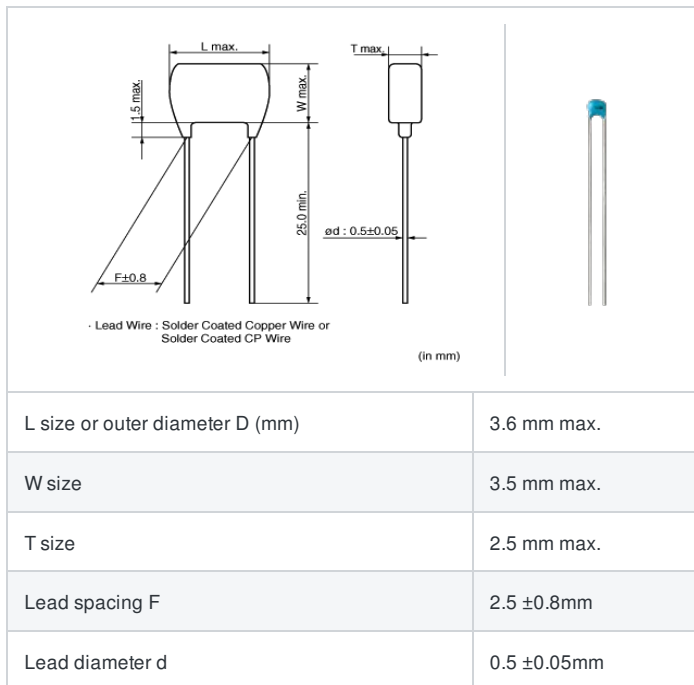 L max.
T max.
1.5 max.
W max.
25.0 min.
ød : 0.5±0.05
F±0.8
· Lead Wire : Solder Coated Copper Wire or
Solder Coated CP Wire
(in mm)
L size or outer diameter D (mm) 3.6 mm max.
W size 3.5 mm max.
T size 2.5 mm max.
Lead spacing F 2.5 ±0.8mm
Lead diameter d 0.5 ±0.05mm